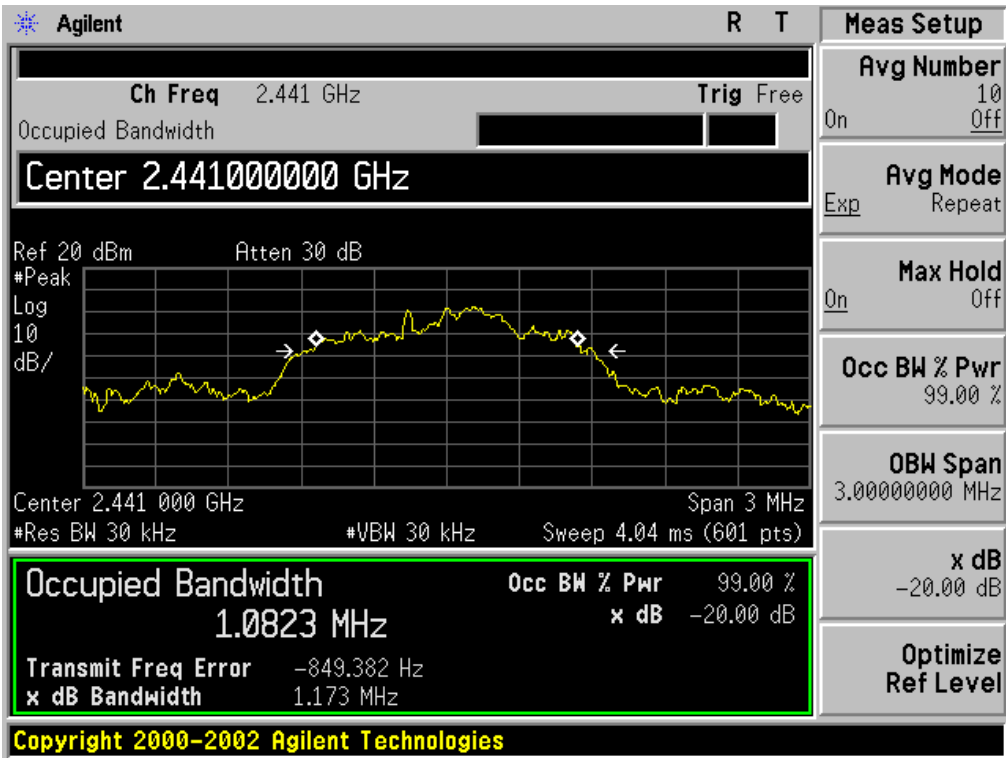 Agilent R T
Ch Freq 2.441 GHz Trig Free
Occupied Bandwidth
Center 2.441000000 GHz
Ref 20 dBm Atten 30 dB
#Peak
Log
10
dB/
Center 2.441 000 GHz Span 3 MHz
#Res BW 30 kHz #VBW 30 kHz Sweep 4.04 ms (601 pts)
Occupied Bandwidth Occ BW % Pwr 99.00 %
1.0823 MHz x dB -20.00 dB
Transmit Freq Error -849.382 Hz
x dB Bandwidth 1.173 MHz
Copyright 2000-2002 Agilent Technologies
Meas Setup
Avg Number
10
On Off
Avg Mode
Exp Repeat
Max Hold
On Off
Occ BW % Pwr
99.00 %
OBW Span
3.00000000 MHz
x dB
-20.00 dB
Optimize
Ref Level